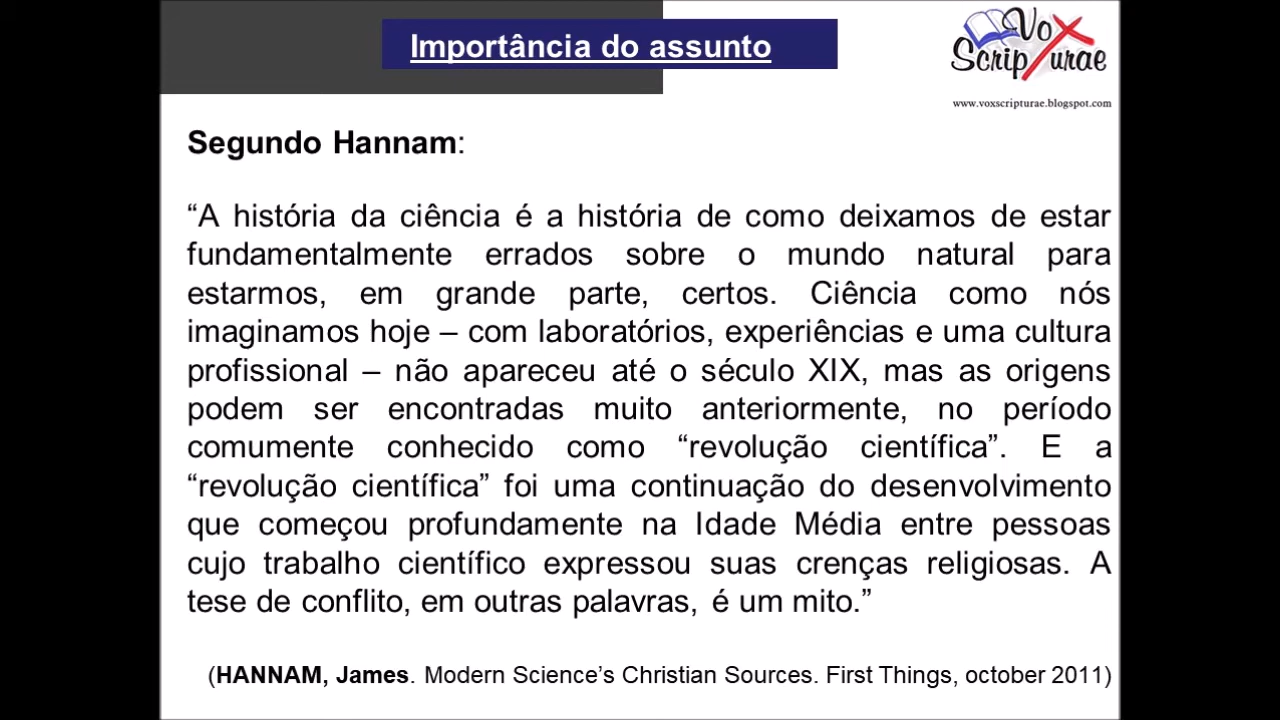 Importância do assunto
Vox
Scripturae
www.voxscripturae.blogspot.com
Segundo Hannam:
“A história da ciência é a história de como deixamos de estar
fundamentalmente errados sobre o mundo natural para
estarmos, em grande parte, certos. Ciência como nós
imaginamos hoje – com laboratórios, experiências e uma cultura
profissional – não apareceu até o século XIX, mas as origens
podem ser encontradas muito anteriormente, no período
comumente conhecido como “revolução científica”. E a
“revolução científica” foi uma continuação do desenvolvimento
que começou profundamente na Idade Média entre pessoas
cujo trabalho científico expressou suas crenças religiosas. A
tese de conflito, em outras palavras, é um mito.”
(HANNAM, James. Modern Science’s Christian Sources. First Things, october 2011)